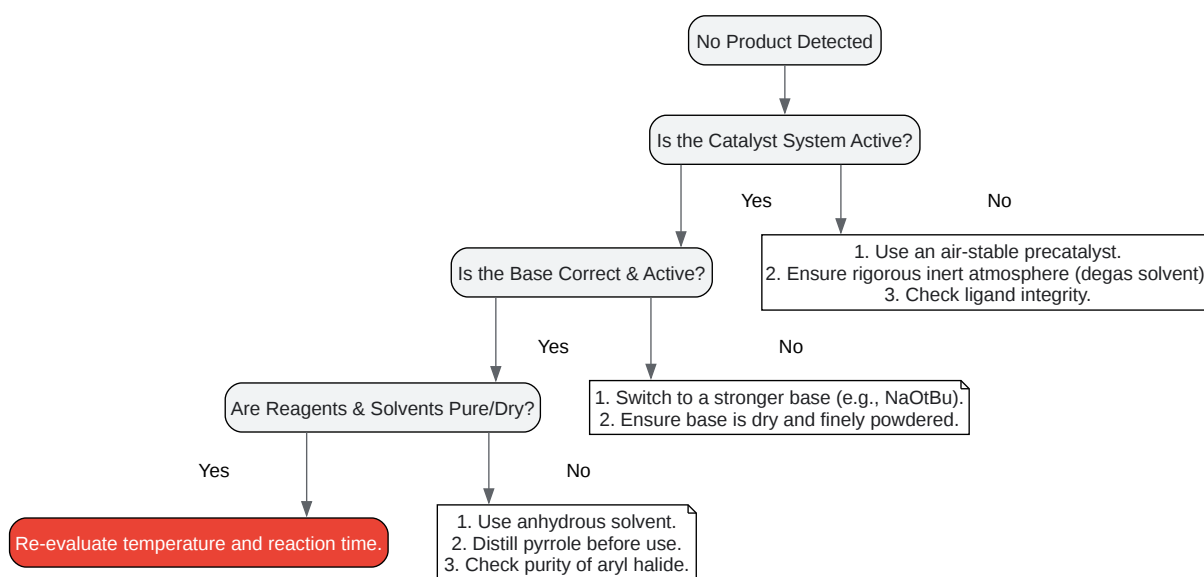 No Product Detected
Is the Catalyst System Active?
Yes
No
1. Use an air-stable precatalyst.
2. Ensure rigorous inert atmosphere (degas solvent)
3. Check ligand integrity.
Is the Base Correct & Active?
Yes
No
1. Switch to a stronger base (e.g., NaOtBu).
2. Ensure base is dry and finely powdered.
Are Reagents & Solvents Pure/Dry?
Yes
No
Re-evaluate temperature and reaction time.
1. Use anhydrous solvent.
2. Distill pyrrole before use.
3. Check purity of aryl halide.